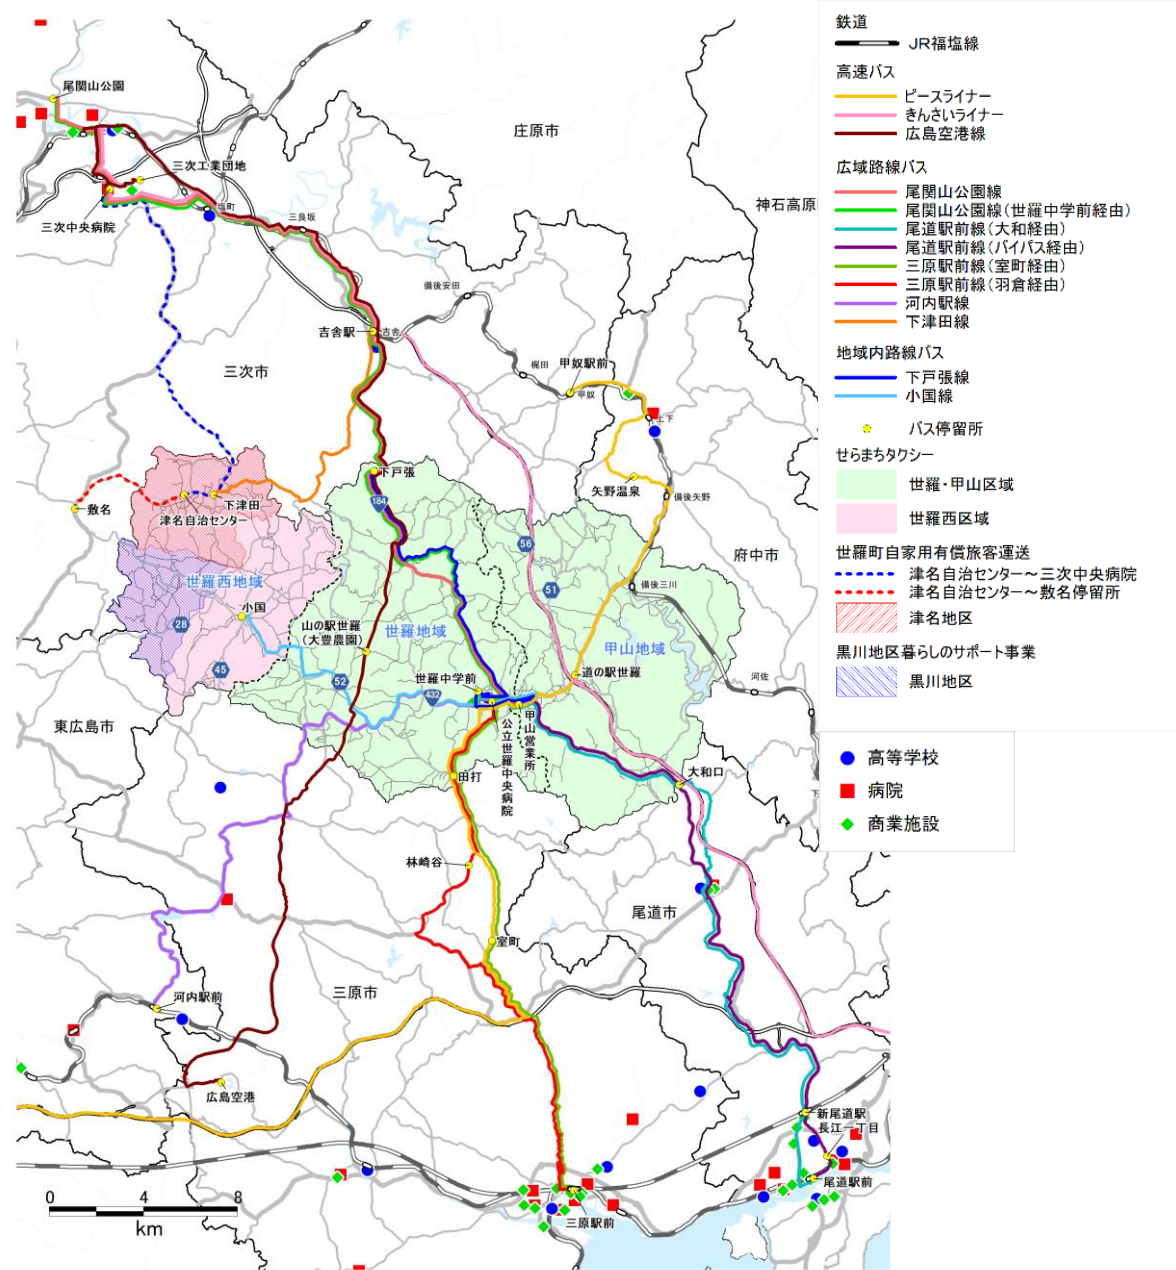 鉄道
JR福塩線
高速バス
ピースライナー
きんさいライナー
広島空港線
広域路線バス
尾関山公園線
尾関山公園線(世羅中学前経由)
尾道駅前線(大和経由)
尾道駅前線(バイパス経由)
三原駅前線(室町経由)
三原駅前線(羽倉経由)
河内駅線
下津田線
地域内路線バス
下戸張線
小国線
バス停留所
せらまちタクシー
世羅・甲山区域
世羅西区域
世羅町自家用有償旅客運送
津名自治センター～三次中央病院
津名自治センター～敷名停留所
津名地区
黒川地区暮らしのサポート事業
黒川地区
高等学校
病院
商業施設
尾関山公園
庄原市
三次工業団地
神石高原
塩町
三良坂
三次中央病院
備後安田
吉舎駅
吉舎
三次市
梶田
甲奴駅前
甲奴
上下
下戸張
矢野温泉
備後矢野
184
敷名
下津田
津名自治センター
56
府中市
世羅西地域
51
備後三川
小国
28
山の駅世羅
(大豊農園)
世羅地域
甲山地域
45
52
道の駅世羅
河佐
世羅中学前
432
東広島市
公立世羅中央病院
甲山営業所
田打
大和口
下
林崎谷
尾道市
室町
河内駅前
三原市
広島空港
新尾道駅
長江一丁目
尾道駅前
三原駅前
0 4 8
km